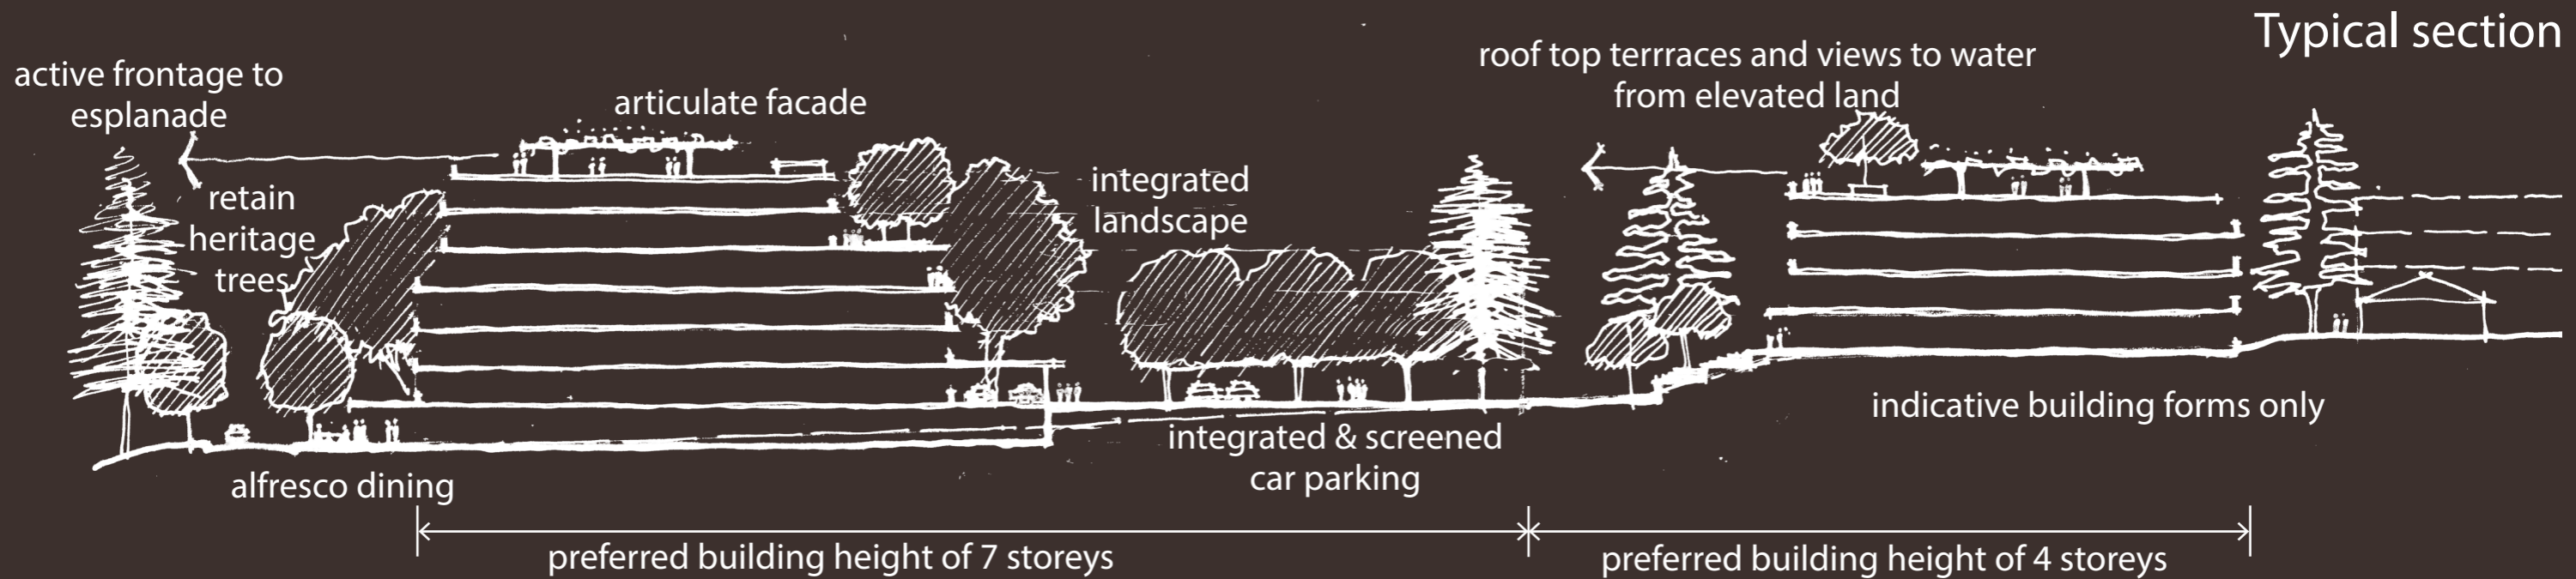 Typical section
active frontage to
esplanade
articulate facade
roof top terrraces and views to water
from elevated land
retain
heritage
trees
integrated
landscape
indicative building forms only
integrated & screened
car parking
alfresco dining
preferred building height of 7 storeys
preferred building height of 4 storeys